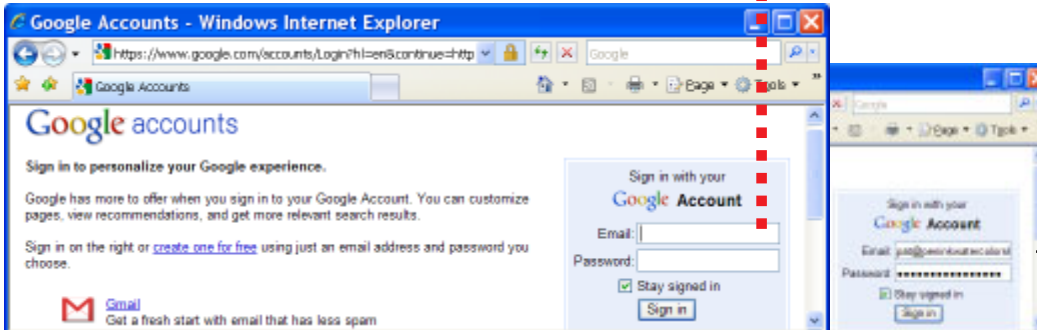 Google Accounts - Windows Internet Explorer
https://www.google.com/accounts/Login?hl=en&continue=http
Google
Google Accounts
Page
Tools
Google accounts
Sign in to personalize your Google experience.
Google has more to offer when you sign in to your Google Account. You can customize
pages, view recommendations, and get more relevant search results.
Sign in on the right or create one for free using just an email address and password you
choose.
Gmail
Get a fresh start with email that has less spam
Sign in with your
Google Account
Email:
Password:
Stay signed in
Sign in
Google
Page
Tools
Sign in with your
Google Account
Email:
Password:
Stay signed in
Sign in